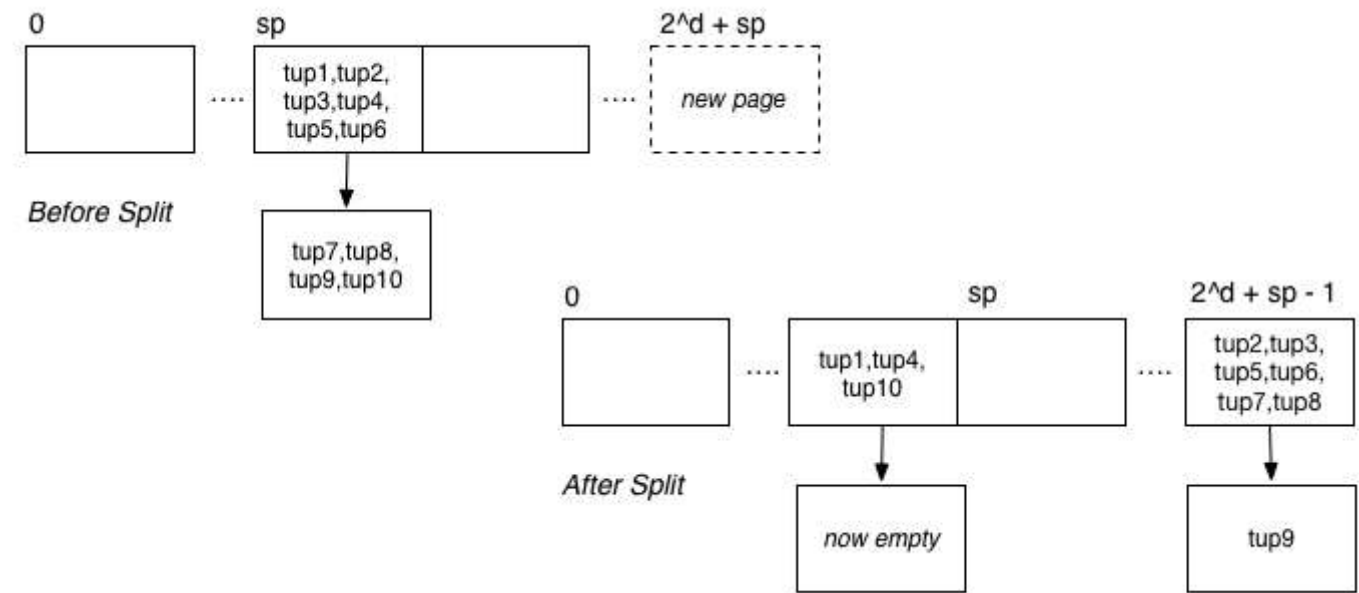 0
sp
2^d + sp
tup1,tup2,
tup3,tup4,
tup5,tup6
....
....
new page
Before Split
tup7,tup8,
tup9,tup10
0
sp
2^d + sp - 1
....
tup1,tup4,
tup10
....
tup2,tup3,
tup5,tup6,
tup7,tup8
After Split
now empty
tup9